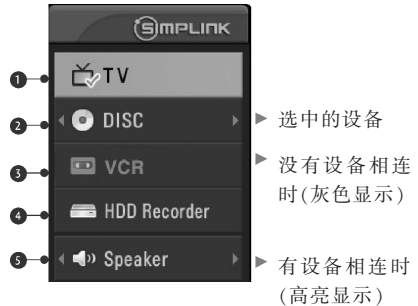 SIMPLINK
1 TV
2 DISC
▶ 选中的设备
3 VCR
▶ 没有设备相连
时(灰色显示)
4 HDD Recorder
5 Speaker
▶ 有设备相连时
(高亮显示)